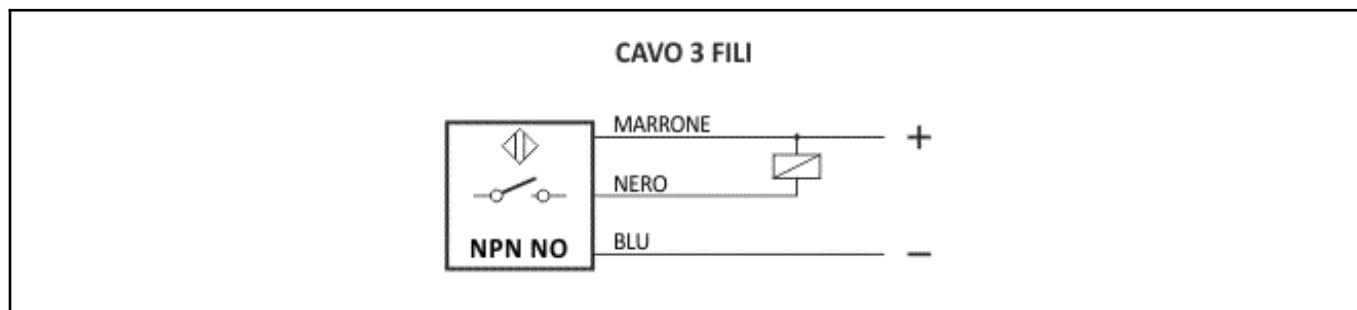 CAVO 3 FILI
MARRONE
+
NERO
NPN NO
BLU
−